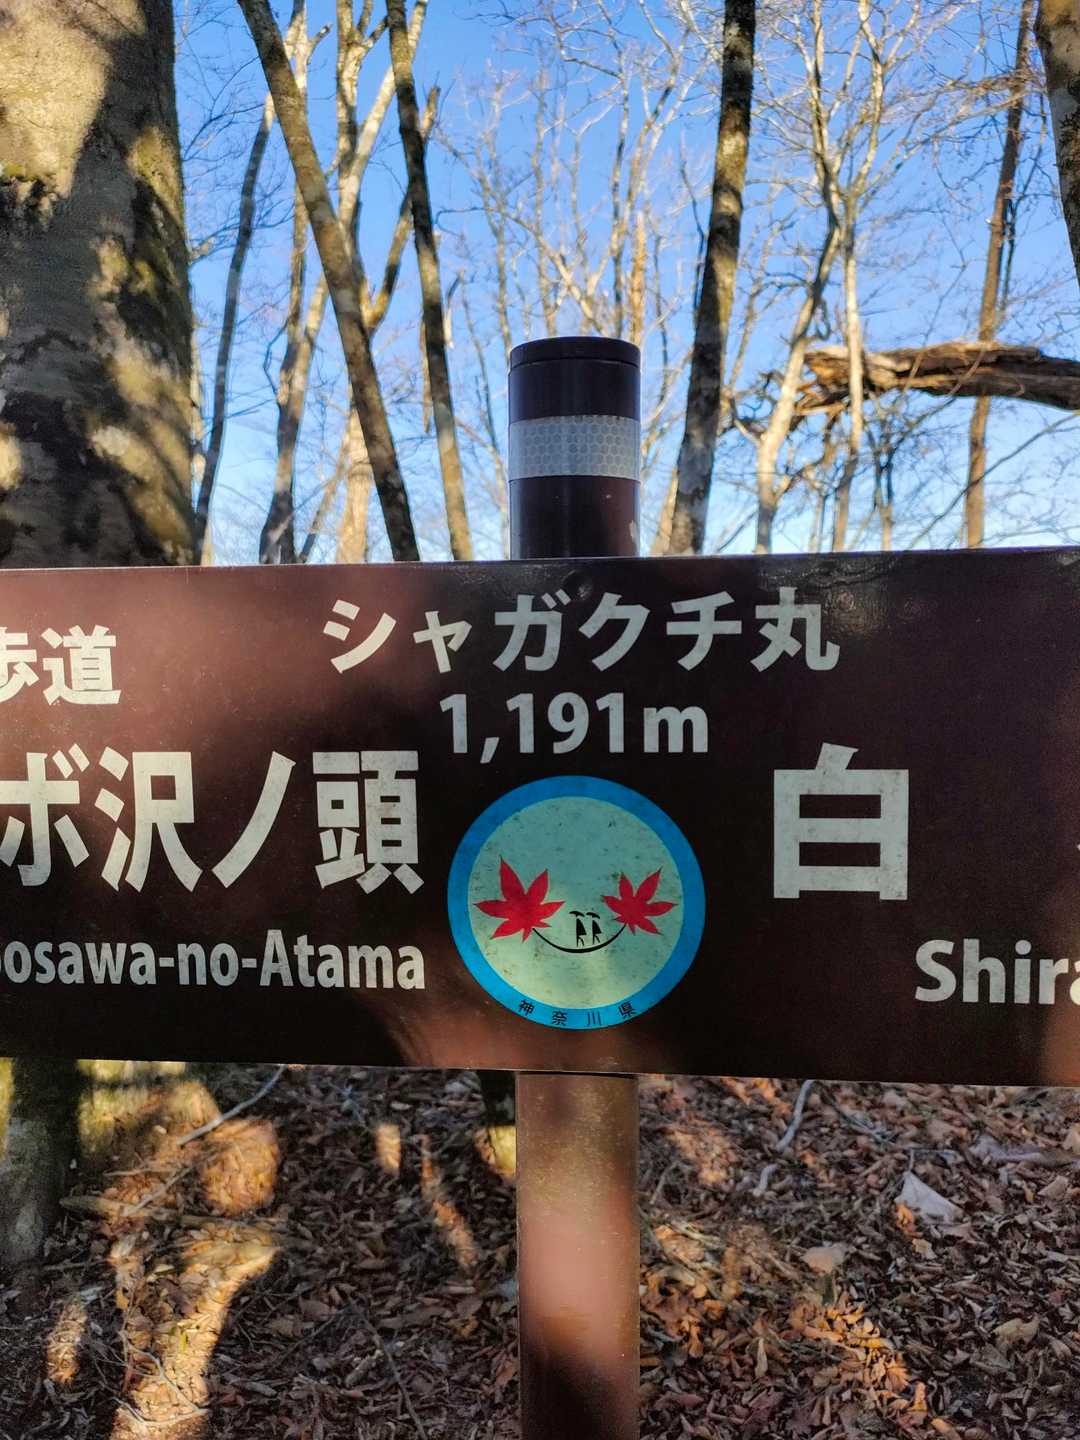 歩道
シャガクチ丸
1,191m
ボ沢ノ頭
白
osawa-no-Atama
Shira
神奈川県